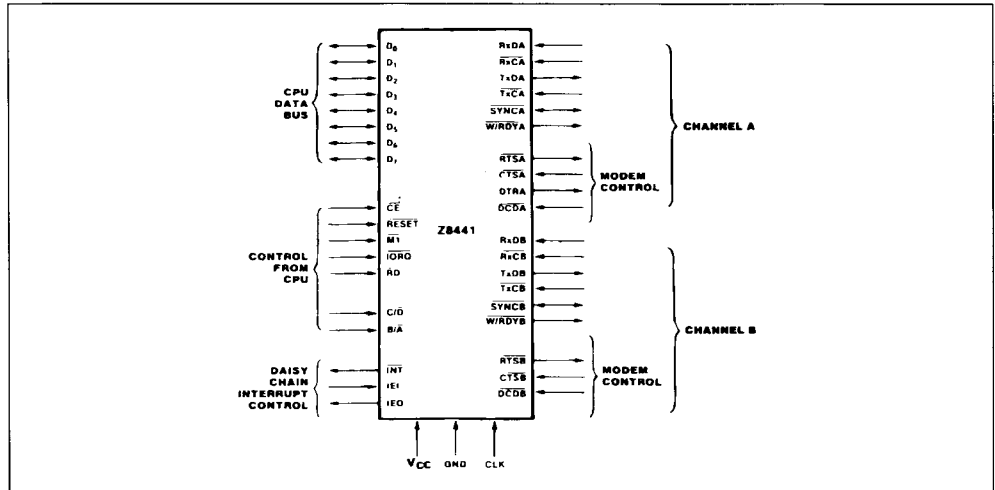 CPU
DATA
BUS
D0
D1
D2
D3
D4
D5
D6
D7
CONTROL
FROM
CPU
CE
RESET
M1
IORQ
RD
C/D
B/A
DAISY
CHAIN
INTERRUPT
CONTROL
INT
IEI
IEO
Z8441
RxDA
RxCA
TxDA
TxCA
SYNCA
W/RDYA
RTSA
CTSA
DTRA
DCDA
MODEM
CONTROL
CHANNEL A
RxDB
RxCB
TxDB
TxCB
SYNCB
W/RDYB
RTSB
CTSB
DCDB
MODEM
CONTROL
CHANNEL B
VCC GND CLK